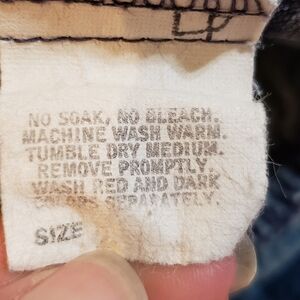 NO SOAK, NO BLEACH.
MACHINE WASH WARM.
TUMBLE DRY MEDIUM.
REMOVE PROMPTLY
WASH RED AND DARK
COLORS SEPARATELY.
SIZE